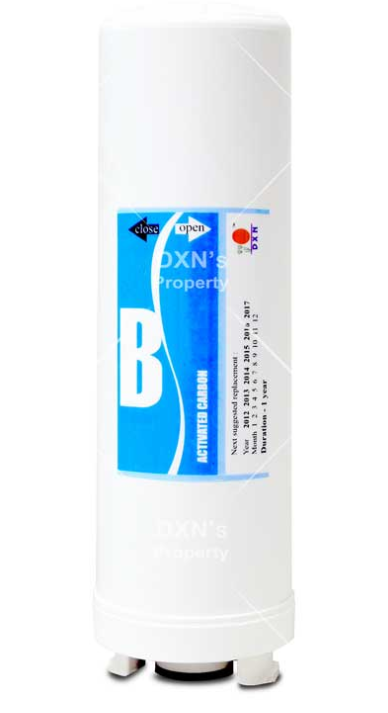 close open
DXN
B
ACTIVATED CARBON
Next suggested replacement :
Year 2012 2013 2014 2015 2016 2017
Month 1 2 3 4 5 6 7 8 9 10 11 12
Duration - 1 year
DXN's
Property
DXN's
Property